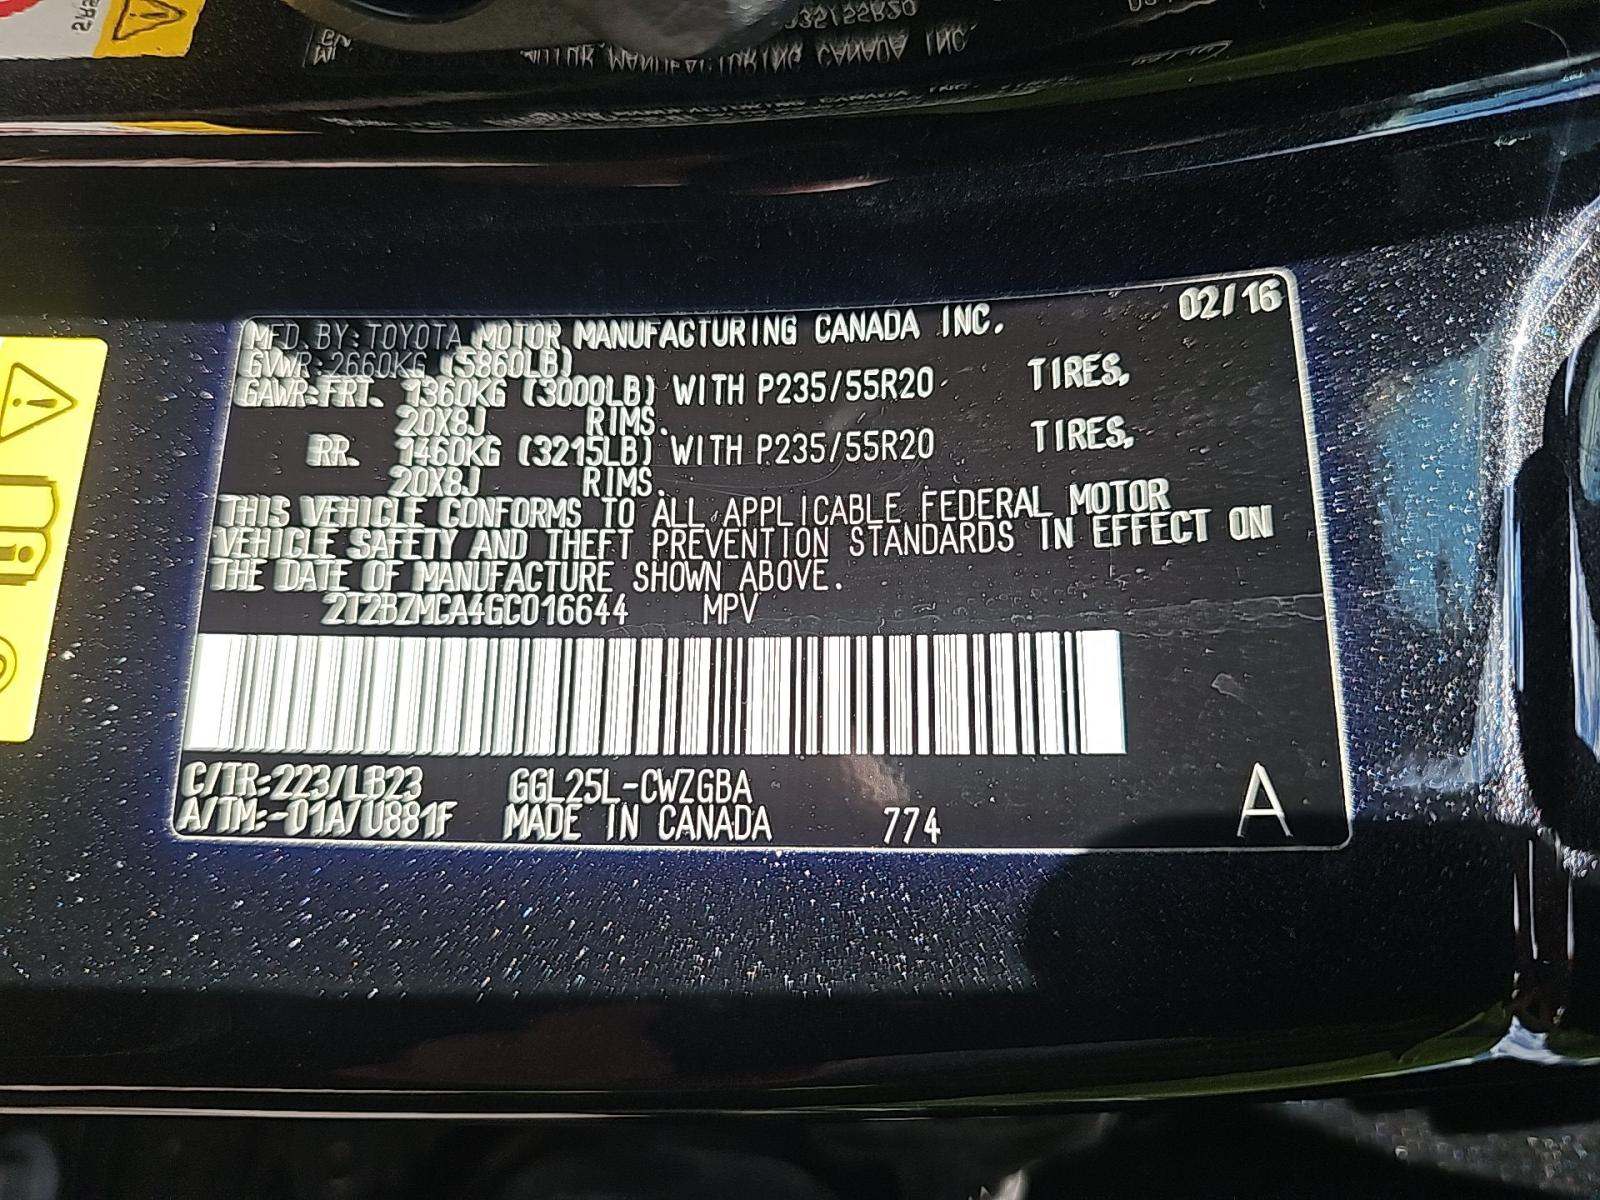 02/16
MFD. BY: TOYOTA MOTOR MANUFACTURING CANADA INC.
GVWR: 2660KG (5860LB)
GAWR: FRT. 1360KG (3000LB) WITH P235/55R20 TIRES,
20X8J RIMS.
RR. 1460KG (3215LB) WITH P235/55R20 TIRES,
20X8J RIMS.
THIS VEHICLE CONFORMS TO ALL APPLICABLE FEDERAL MOTOR
VEHICLE SAFETY AND THEFT PREVENTION STANDARDS IN EFFECT ON
THE DATE OF MANUFACTURE SHOWN ABOVE.
2T2BZMCA4GC016644 MPV
C/TR: 223/LB23 GGL25L-CWZGBA
A/TM: -01A/U881F MADE IN CANADA 774 A